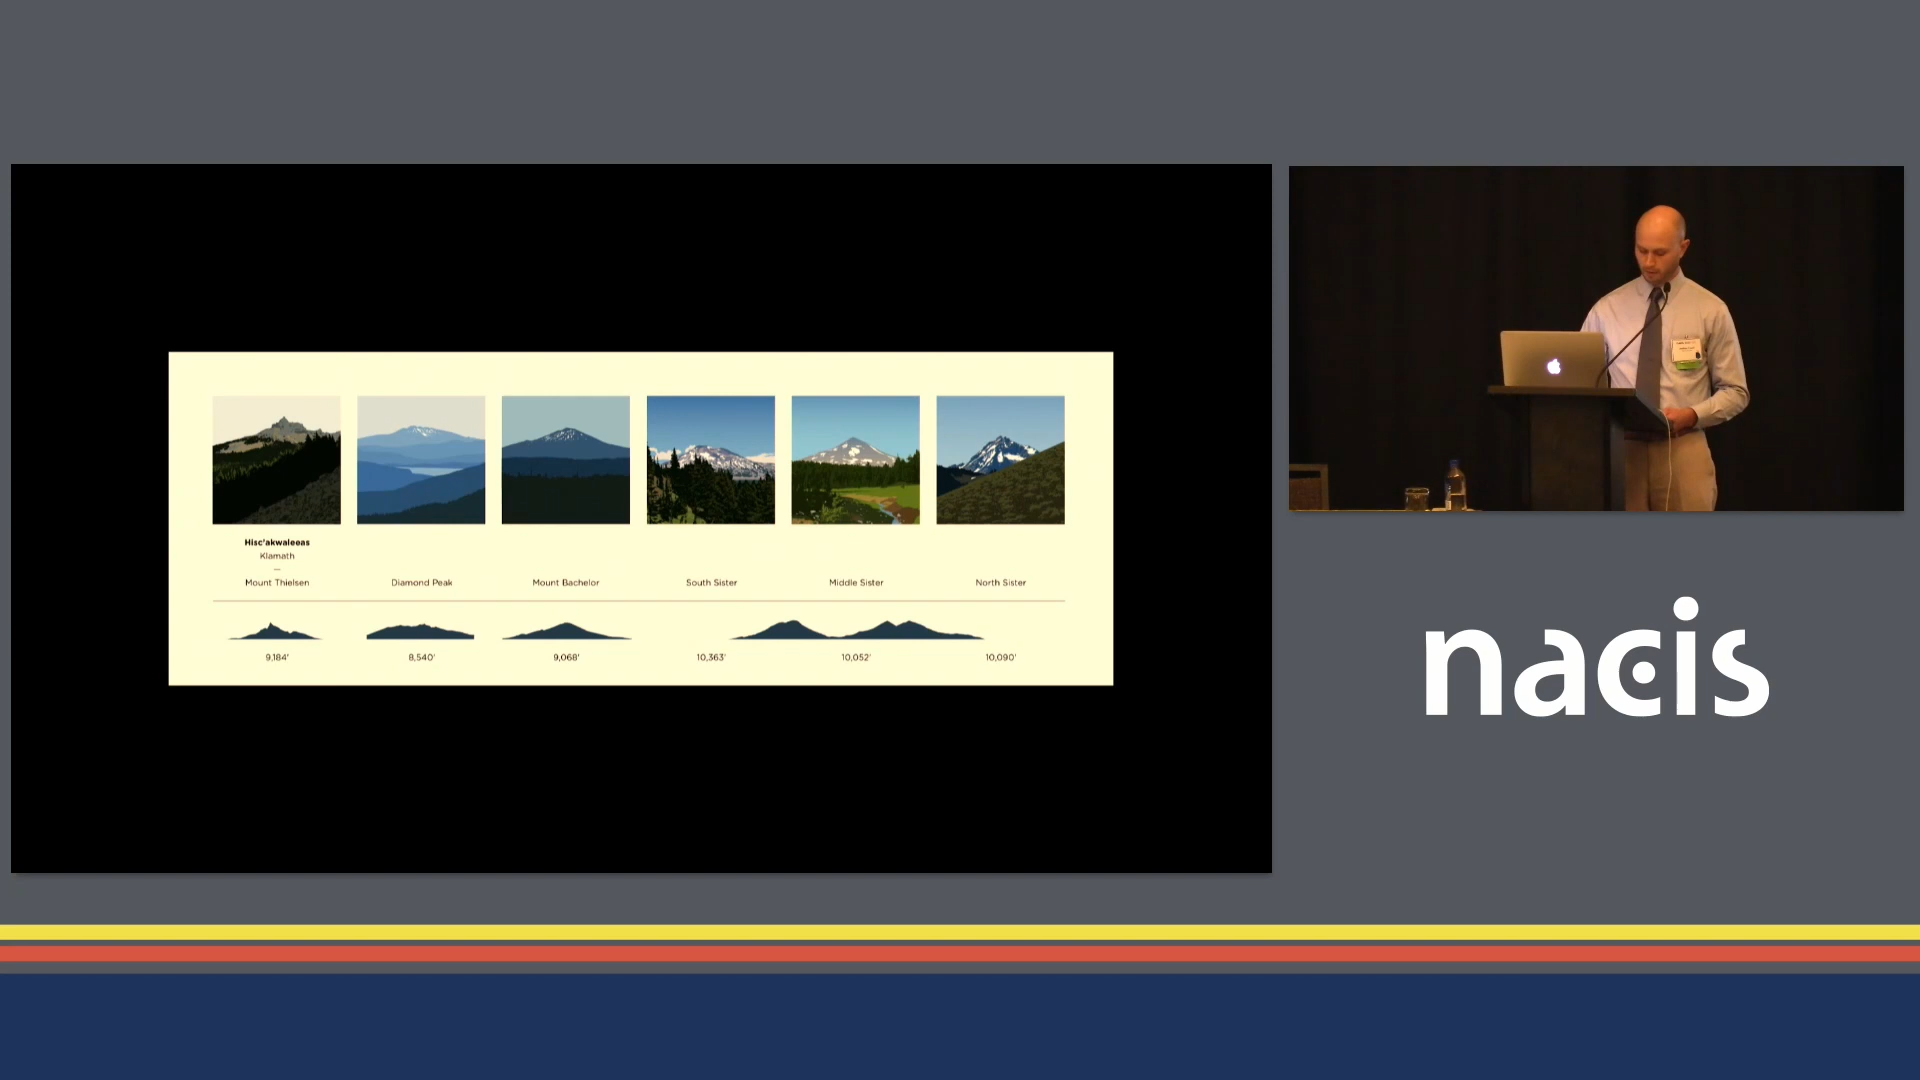 Hisc'akwaleeas
Klamath
—
Mount Thielsen
Diamond Peak
Mount Bachelor
South Sister
Middle Sister
North Sister
9,184'
8,540'
9,068'
10,363'
10,052'
10,090'
nacis